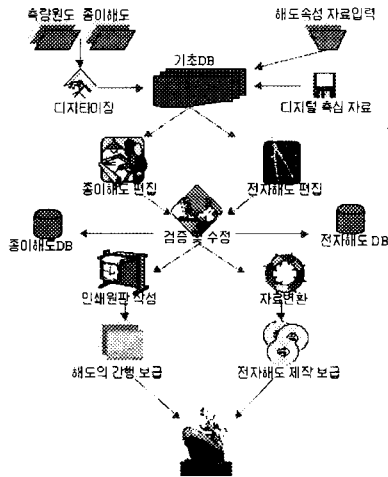 측량원도 종이해도
해도속성 자료입력
기초DB
디지타이징
디지털 측심 자료
종이해도 편집
전자해도 편집
종이해도DB
검증 및 수정
전자해도 DB
인쇄원판 작성
자료변환
해도의 간행 보급
전자해도 제작 보급